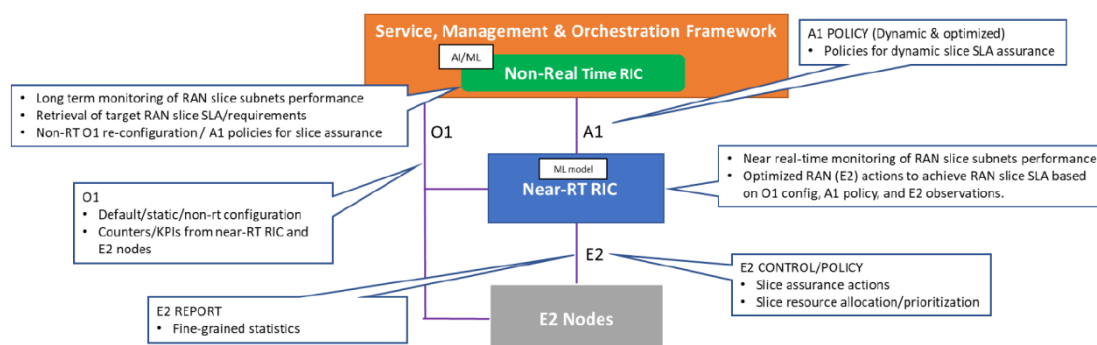 Service, Management & Orchestration Framework
AI/ML
Non-Real Time RIC
A1 POLICY (Dynamic & optimized)
• Policies for dynamic slice SLA assurance
• Long term monitoring of RAN slice subnets performance
• Retrieval of target RAN slice SLA/requirements
• Non-RT O1 re-configuration / A1 policies for slice assurance
O1
A1
ML model
Near-RT RIC
• Near real-time monitoring of RAN slice subnets performance
• Optimized RAN (E2) actions to achieve RAN slice SLA based
on O1 config, A1 policy, and E2 observations.
O1
• Default/static/non-rt configuration
• Counters/KPIs from near-RT RIC and
E2 nodes
E2
E2 CONTROL/POLICY
• Slice assurance actions
• Slice resource allocation/prioritization
E2 REPORT
• Fine-grained statistics
E2 Nodes